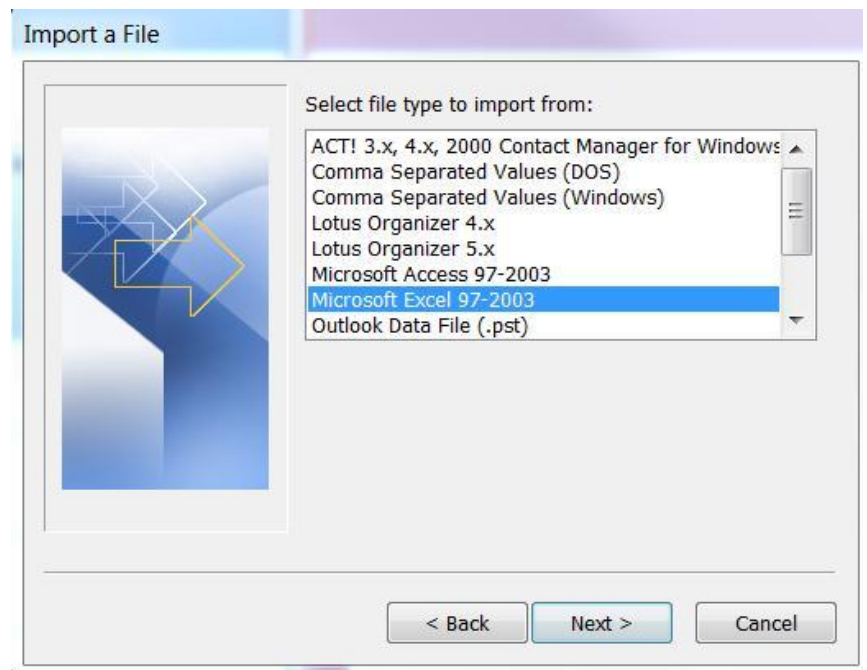 Import a File
Select file type to import from:
ACT! 3.x, 4.x, 2000 Contact Manager for Windows
Comma Separated Values (DOS)
Comma Separated Values (Windows)
Lotus Organizer 4.x
Lotus Organizer 5.x
Microsoft Access 97-2003
Microsoft Excel 97-2003
Outlook Data File (.pst)
< Back
Next >
Cancel